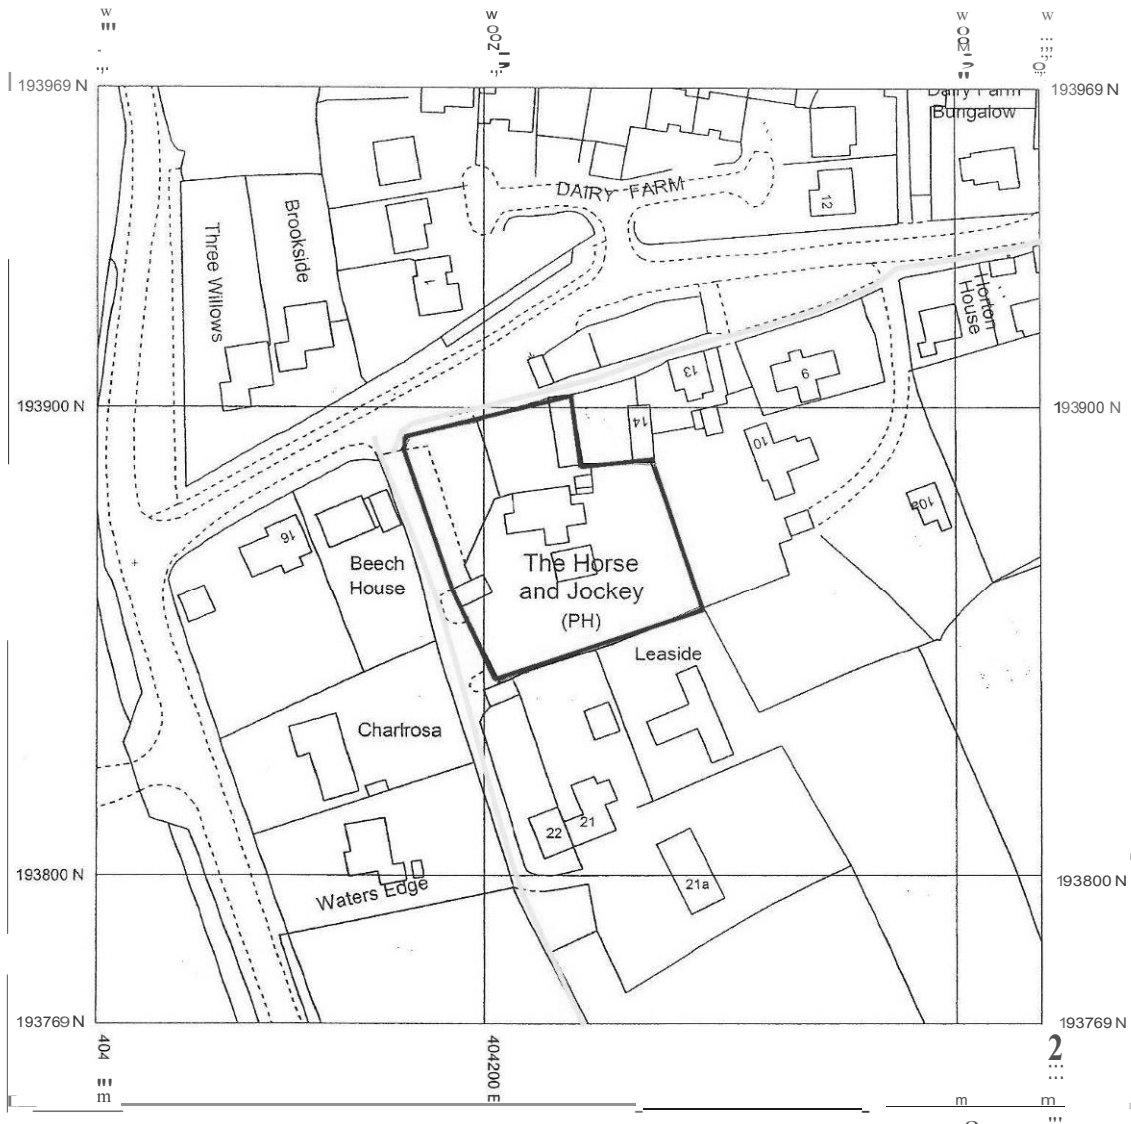 193969 N
193969 N
Dairy Farm
Bungalow
DAIRY FARM
12
Brookside
Three Willows
1
Horton
House
13
9
193900 N
193900 N
14
10
10a
16
Beech
House
The Horse
and Jockey
(PH)
Leaside
Charlrosa
21
22
193800 N
193800 N
21a
Waters Edge
193769 N
193769 N
404
404200 E
2
m
m
m